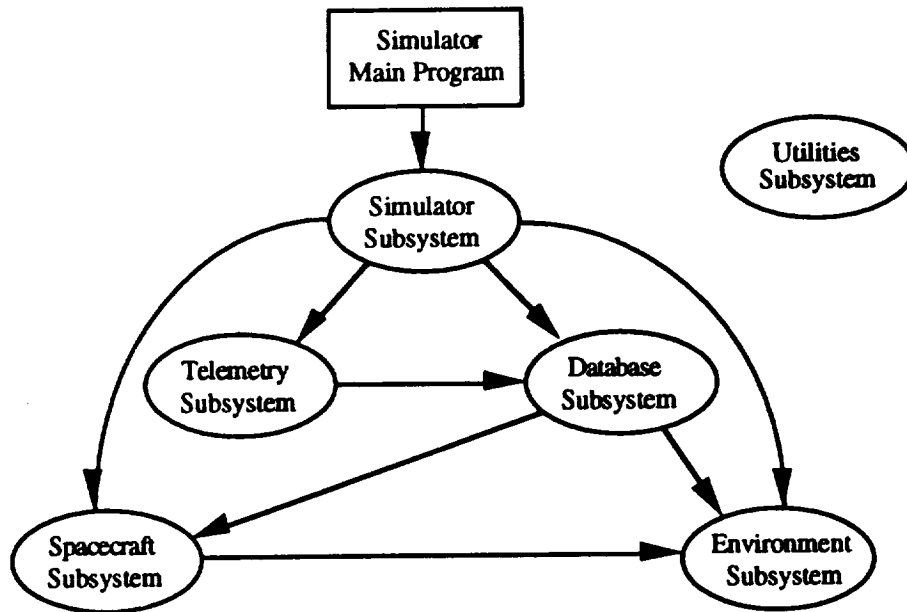 Simulator
Main Program
Utilities
Subsystem
Simulator
Subsystem
Telemetry
Subsystem
Database
Subsystem
Spacecraft
Subsystem
Environment
Subsystem